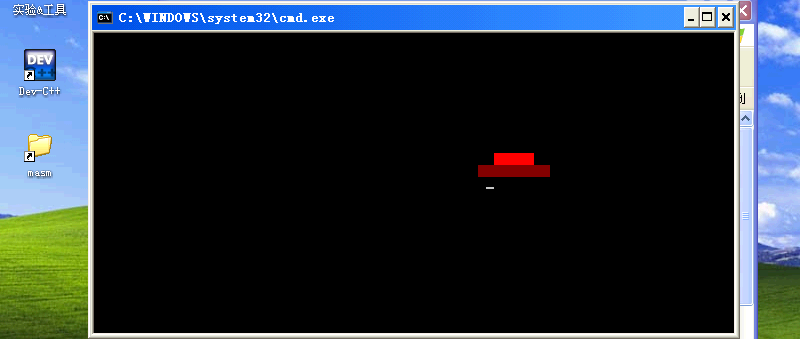 实验&工具
C:\WINDOWS\system32\cmd.exe
C:\
DEV
C++
Dev-C++
masm